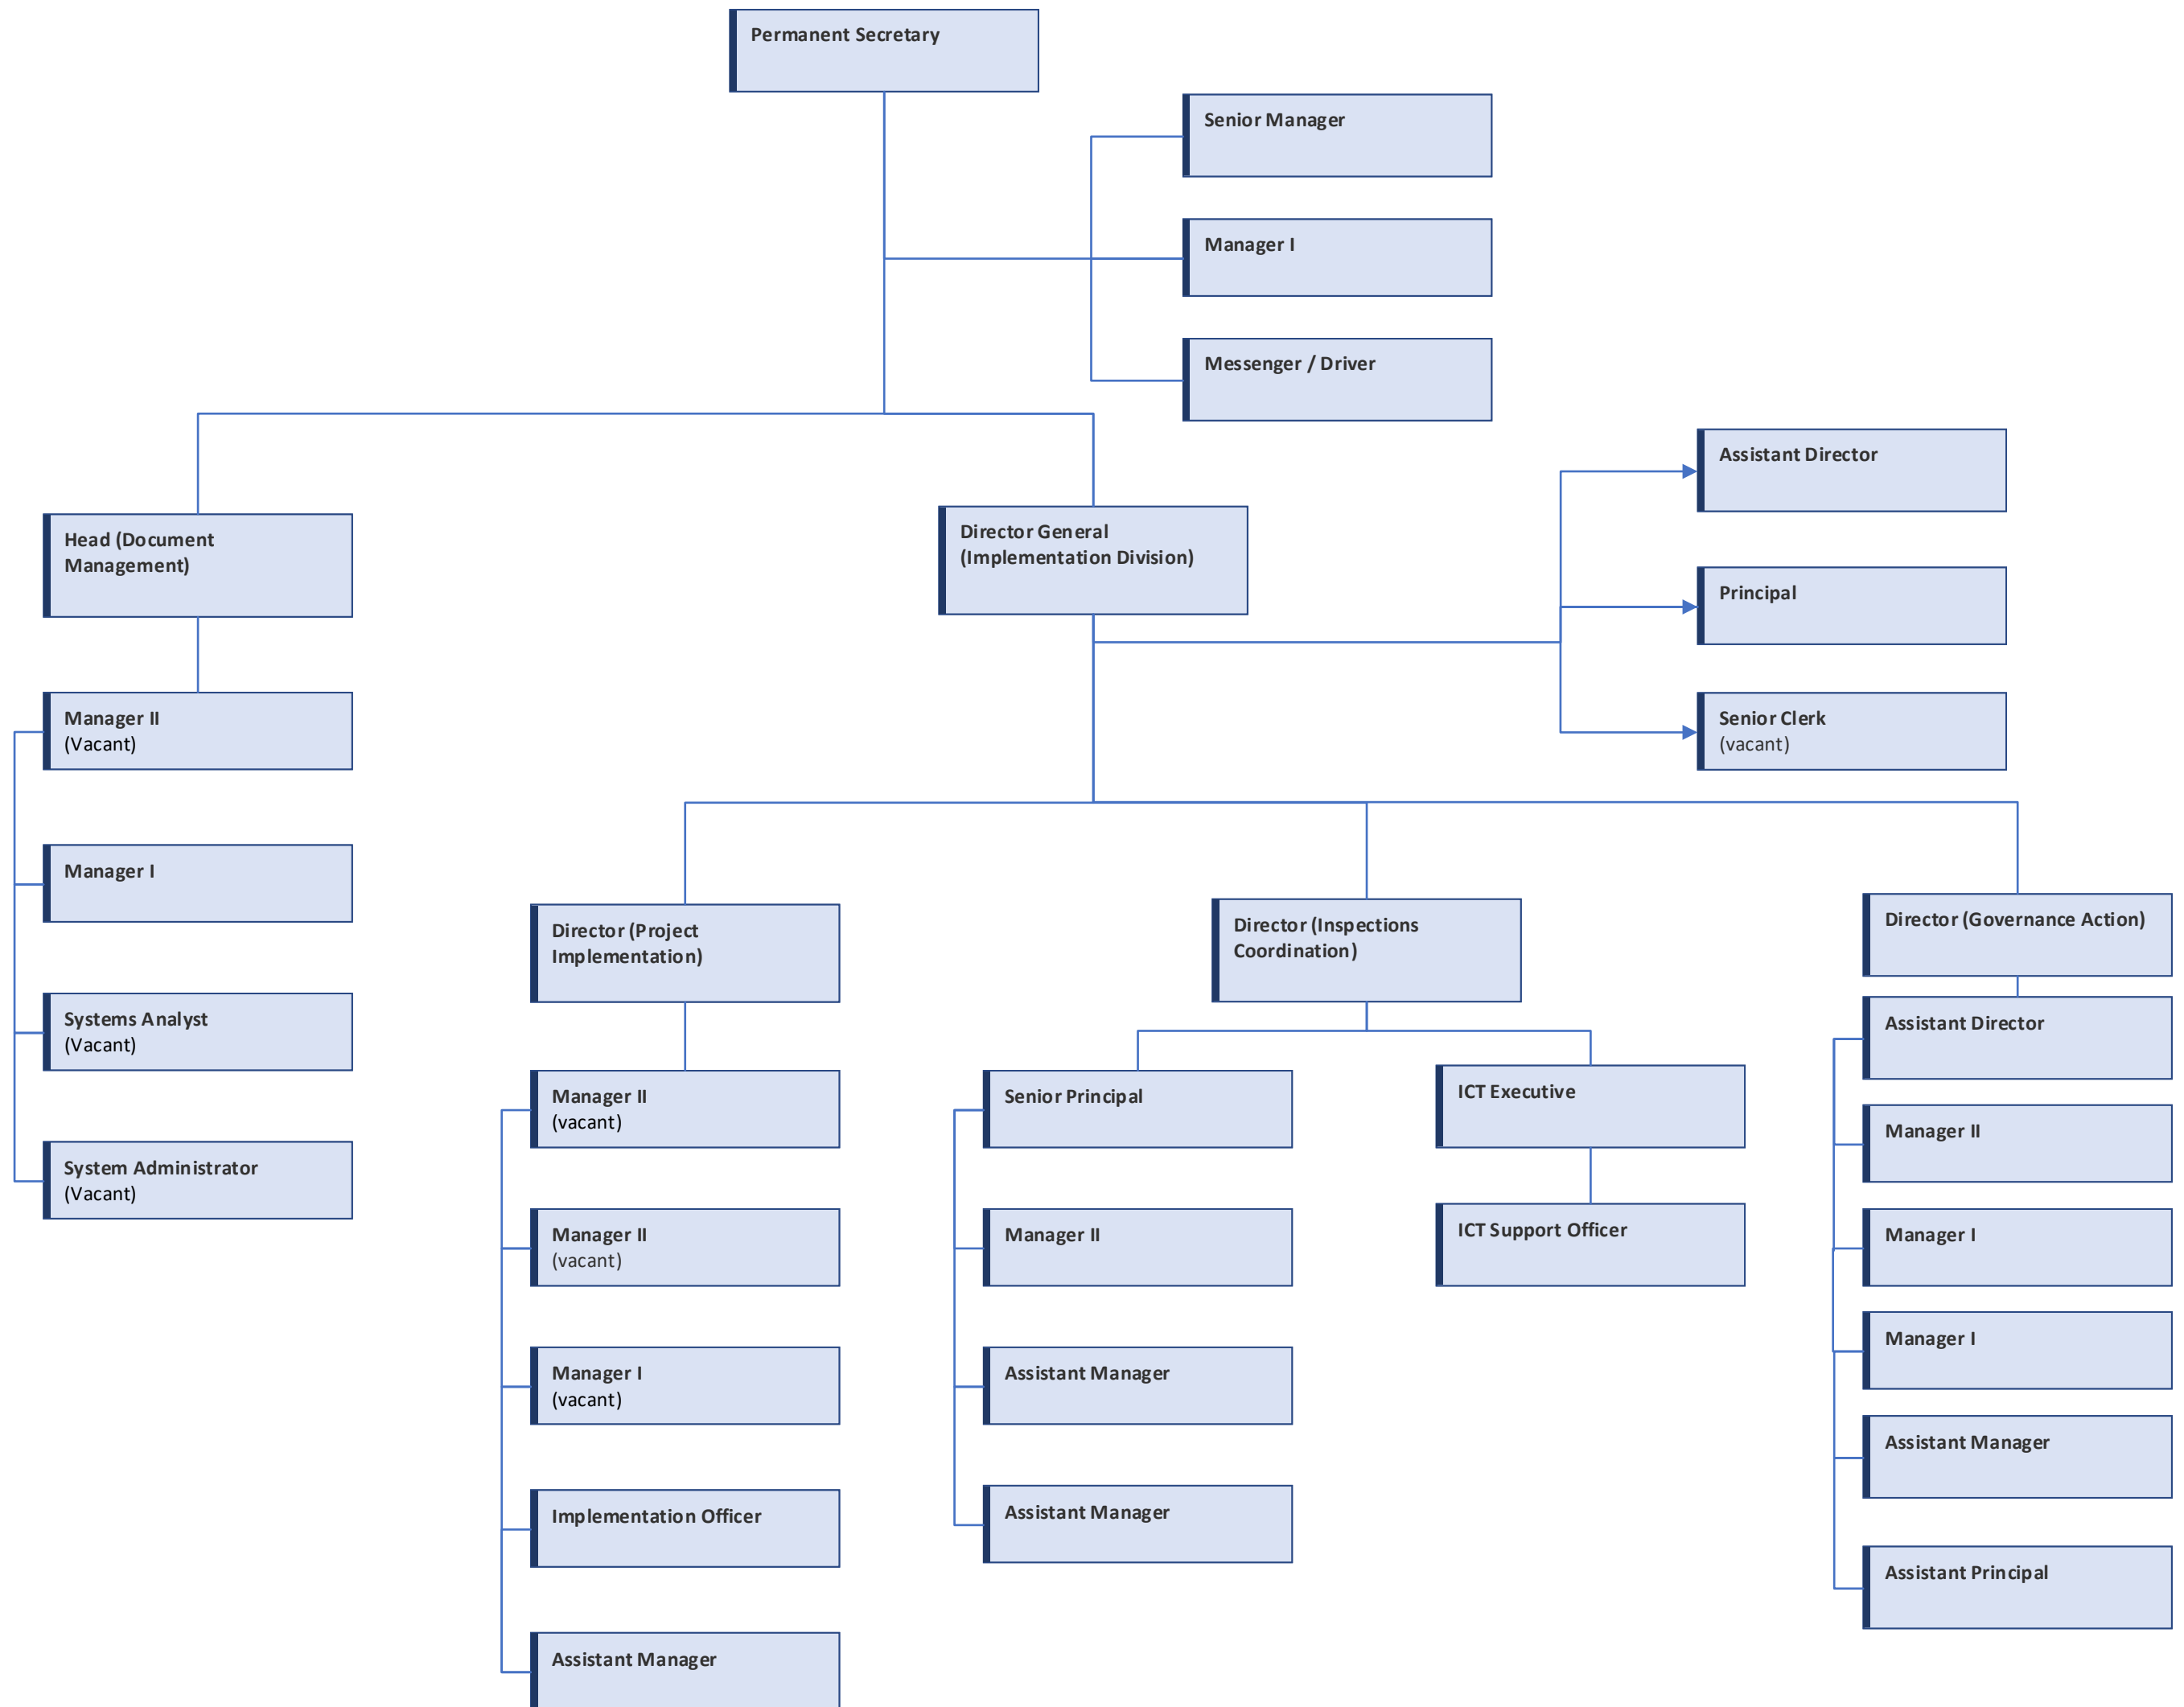 Permanent Secretary
Senior Manager
Manager I
Messenger / Driver
Assistant Director
Principal
Senior Clerk
(vacant)
Head (Document
Management)
Director General
(Implementation Division)
Manager II
(Vacant)
Manager I
Systems Analyst
(Vacant)
System Administrator
(Vacant)
Director (Project
Implementation)
Manager II
(vacant)
Manager II
(vacant)
Manager I
(vacant)
Implementation Officer
Assistant Manager
Director (Inspections
Coordination)
Senior Principal
Manager II
Assistant Manager
Assistant Manager
ICT Executive
ICT Support Officer
Director (Governance Action)
Assistant Director
Manager II
Manager I
Manager I
Assistant Manager
Assistant Principal